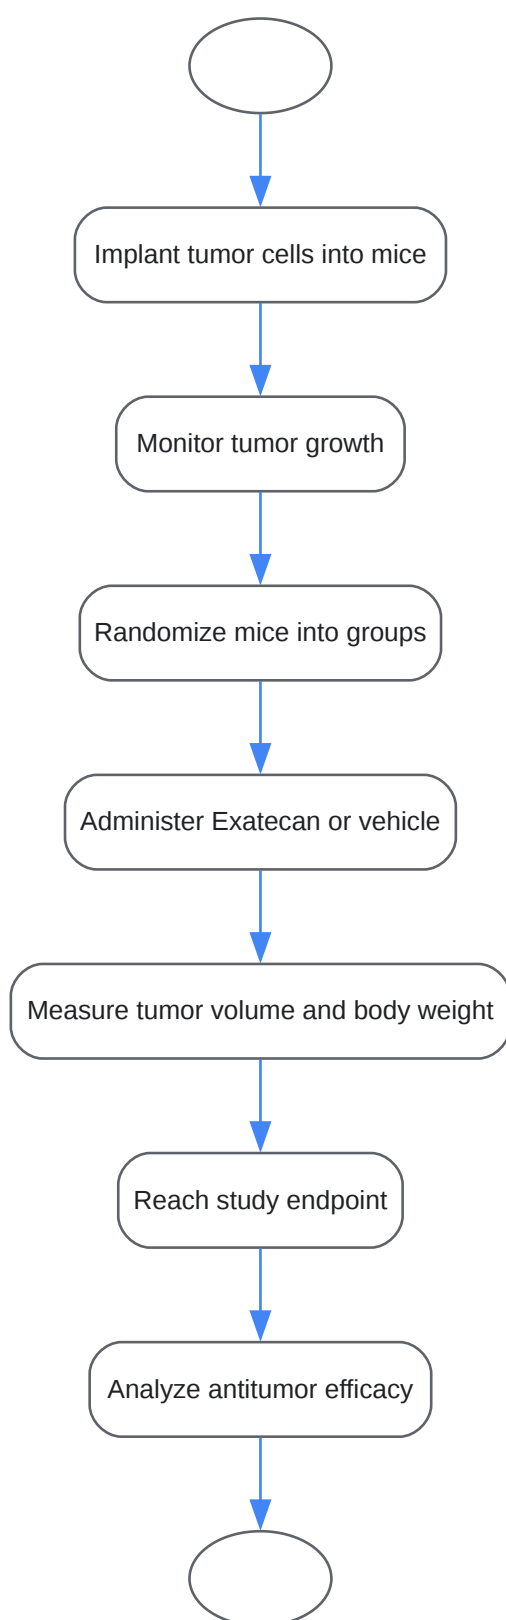 Implant tumor cells into mice
Monitor tumor growth
Randomize mice into groups
Administer Exatecan or vehicle
Measure tumor volume and body weight
Reach study endpoint
Analyze antitumor efficacy